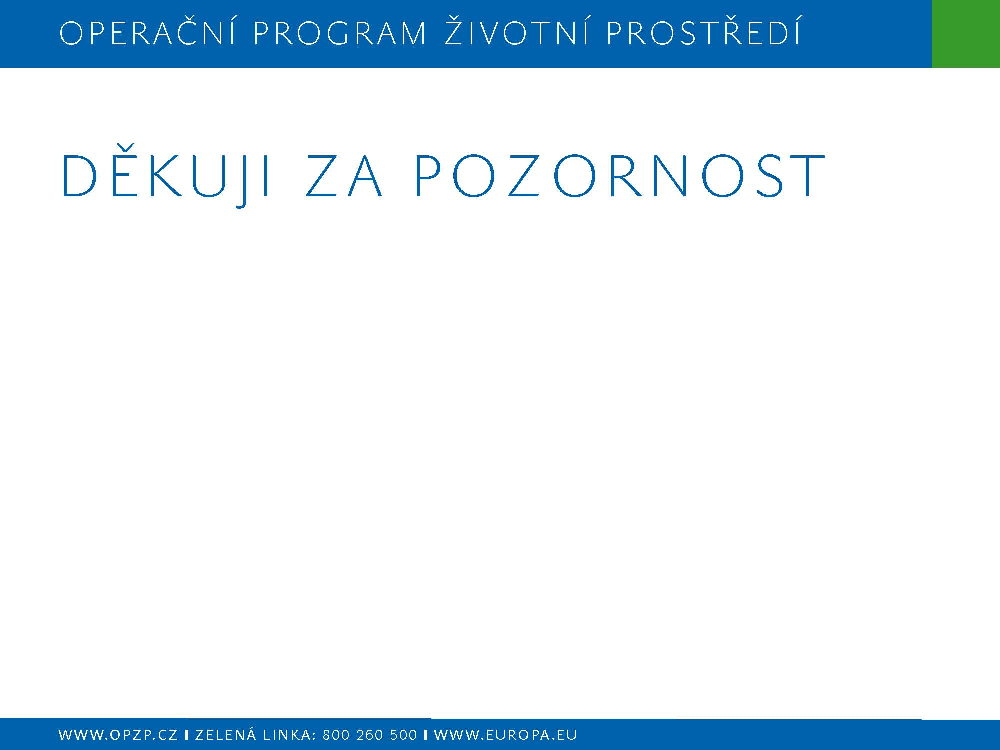 OPERAČNÍ PROGRAM ŽIVOTNÍ PROSTŘEDÍ
DĚKUJI ZA POZORNOST
WWW.OPZP.CZ I ZELENÁ LINKA: 800 260 500 I WWW.EUROPA.EU